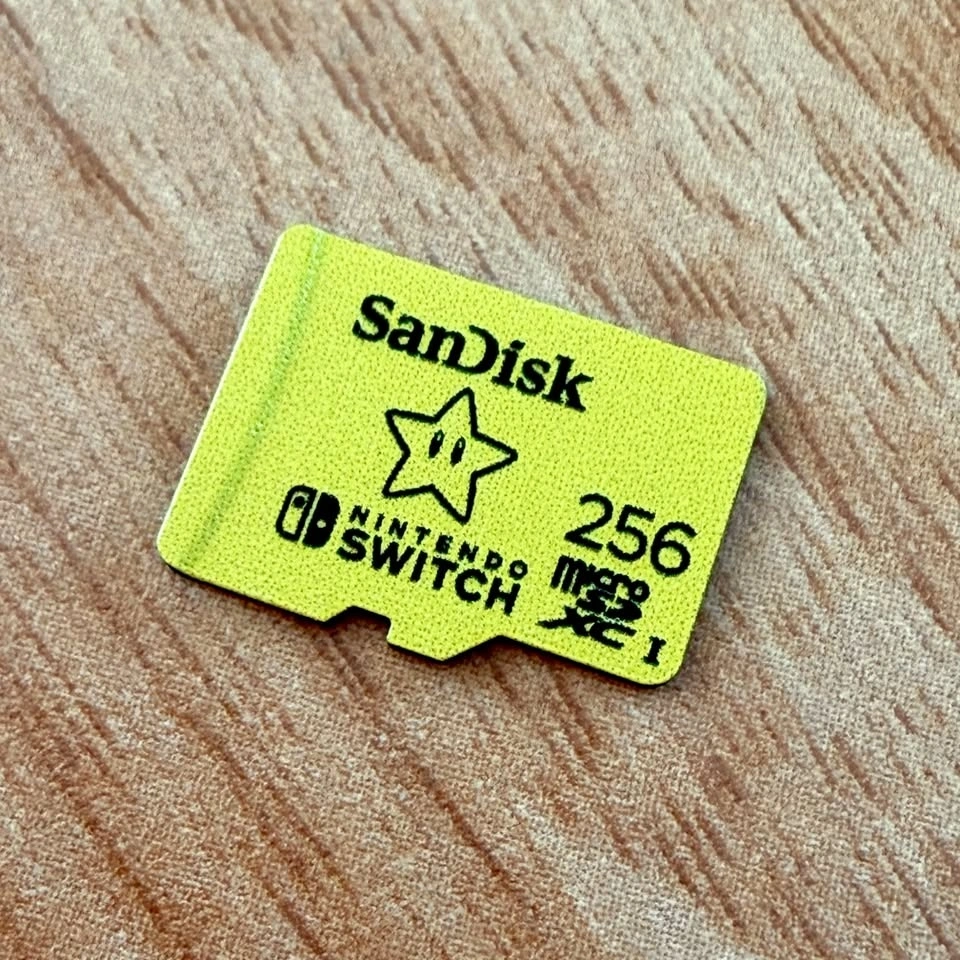 SanDisk
NINTENDO
SWITCH
256
micro
SD
XC I